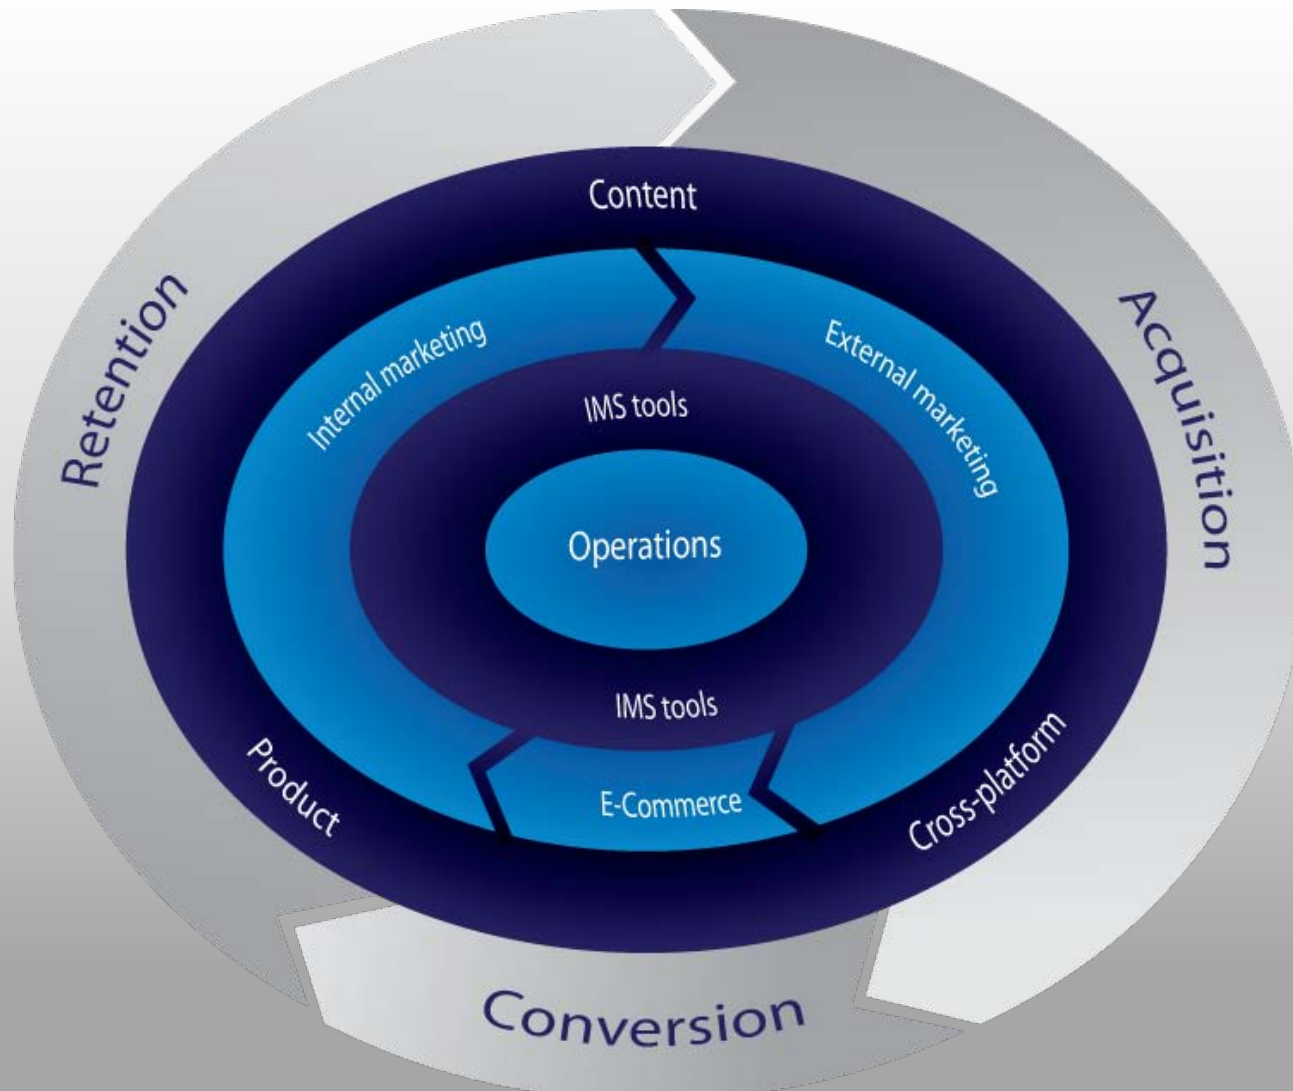 Content
Retention
Acquisition
Internal marketing
External marketing
IMS tools
Operations
IMS tools
Product
E-Commerce
Cross-platform
Conversion